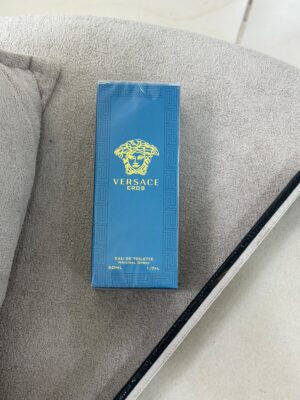 VERSACE
EROS
EAU DE TOILETTE
NATURAL SPRAY
50ML 1.7FL